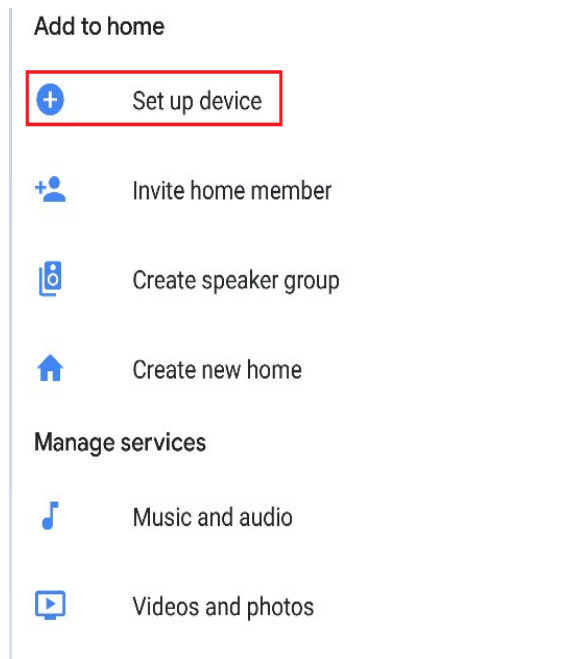 Add to home
Set up device
Invite home member
Create speaker group
Create new home
Manage services
Music and audio
Videos and photos